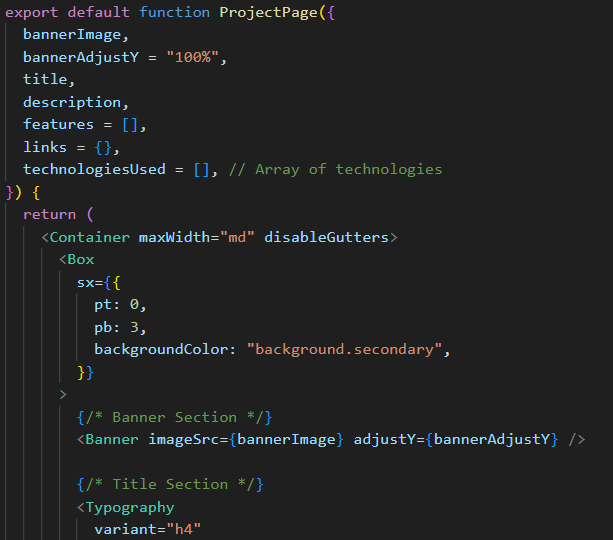 export default function ProjectPage({
  bannerImage,
  bannerAdjustY = "100%",
  title,
  description,
  features = [],
  links = {},
  technologiesUsed = [], // Array of technologies
}) {
  return (
    <Container maxWidth="md" disableGutters>
      <Box
        sx={{
          pt: 0,
          pb: 3,
          backgroundColor: "background.secondary",
        }}
      >
        {/* Banner Section */}
        <Banner imageSrc={bannerImage} adjustY={bannerAdjustY} />

        {/* Title Section */}
        <Typography
          variant="h4"